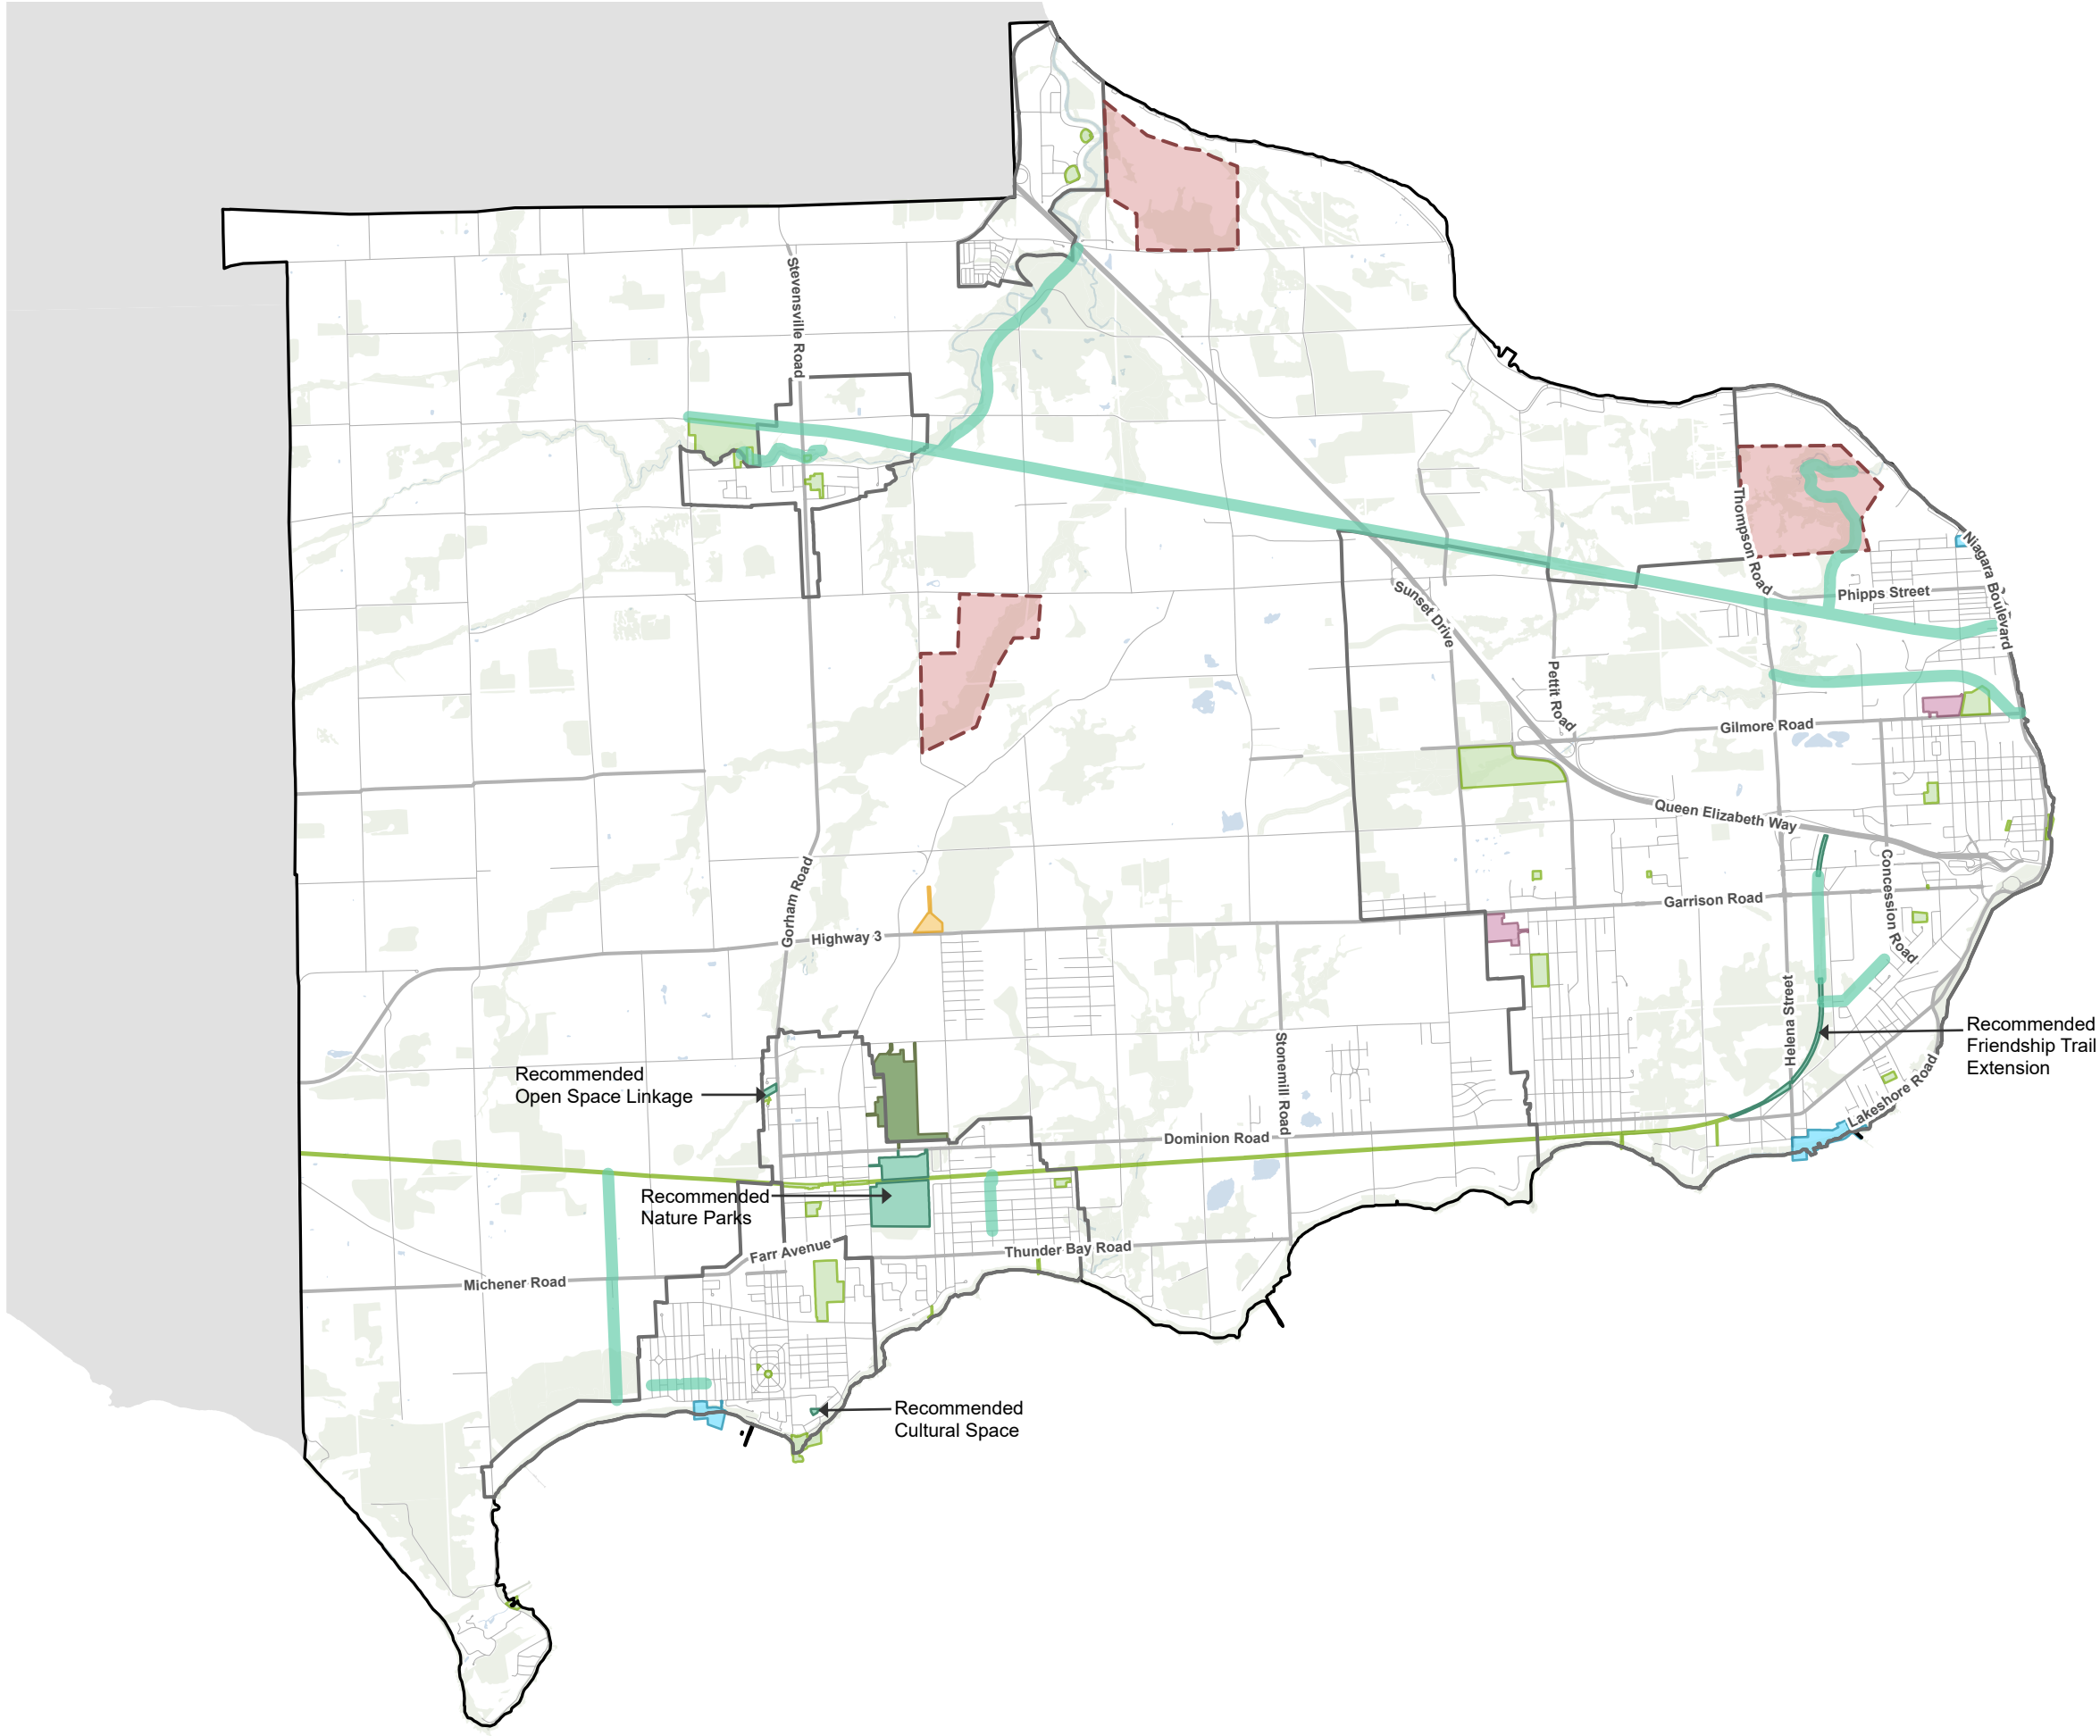 Stevensville Road
Thompson Road
Niagara Boulevard
Phipps Street
Sunset Drive
Pettit Road
Gilmore Road
Queen Elizabeth Way
Concession Road
Gorham Road
Garrison Road
Highway 3
Helena Street
Recommended
Friendship Trail
Extension
Stonemill Road
Recommended
Open Space Linkage
Lakeshore Road
Dominion Road
Recommended
Nature Parks
Farr Avenue
Thunder Bay Road
Michener Road
Recommended
Cultural Space